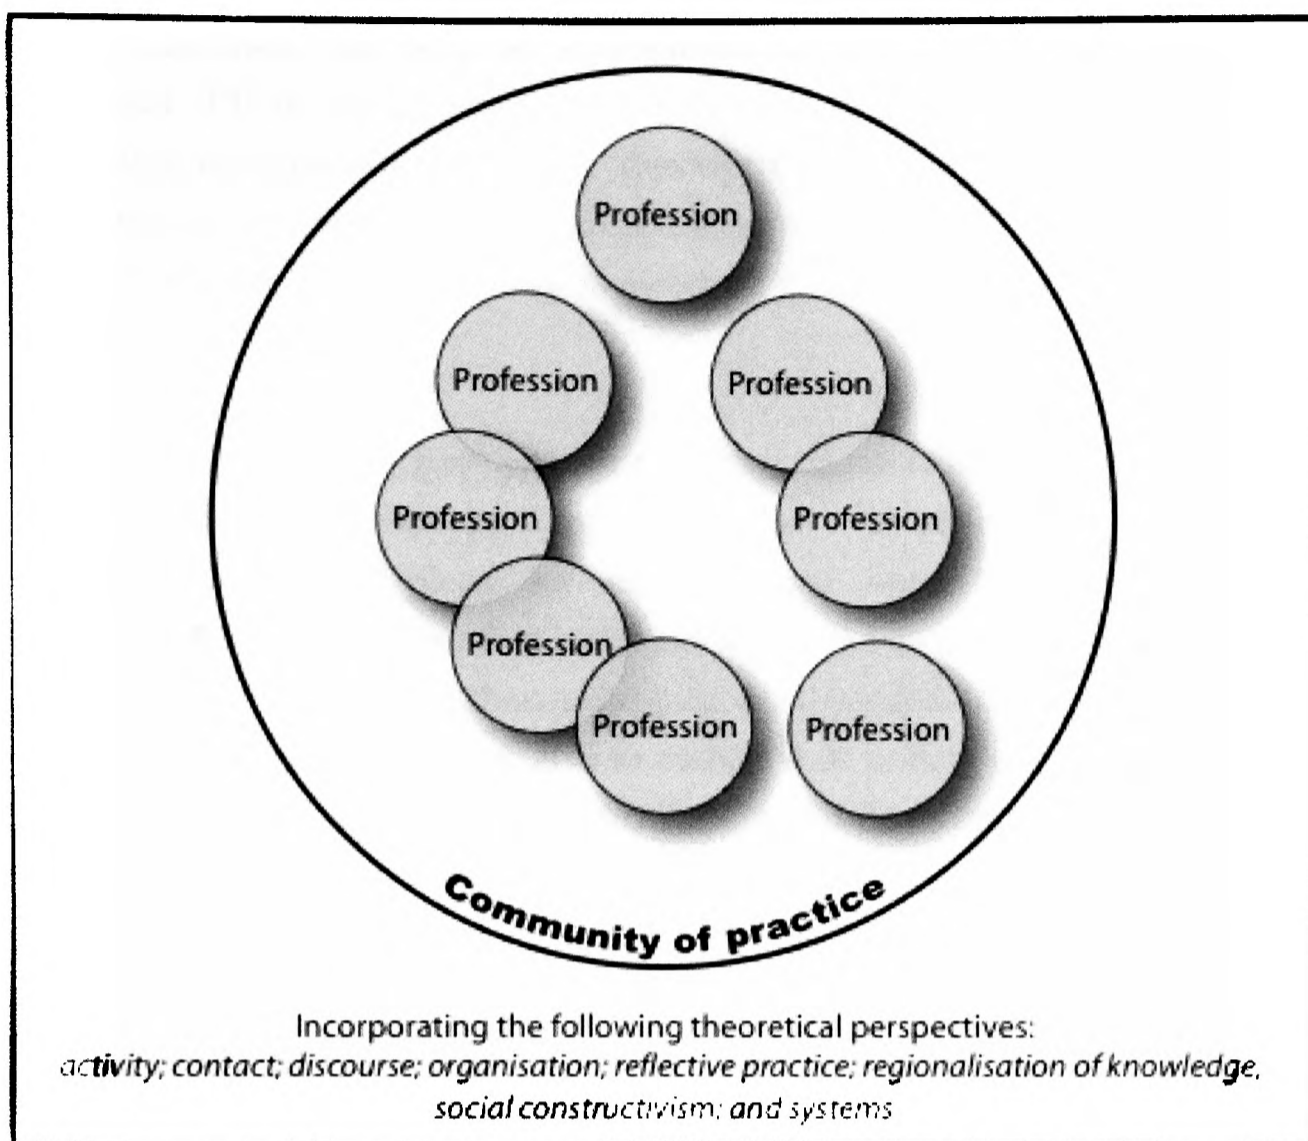 Profession
Profession
Profession
Profession
Profession
Profession
Profession
Profession
Community of practice
Incorporating the following theoretical perspectives:
activity; contact; discourse; organisation; reflective practice; regionalisation of knowledge,
social constructivism; and systems